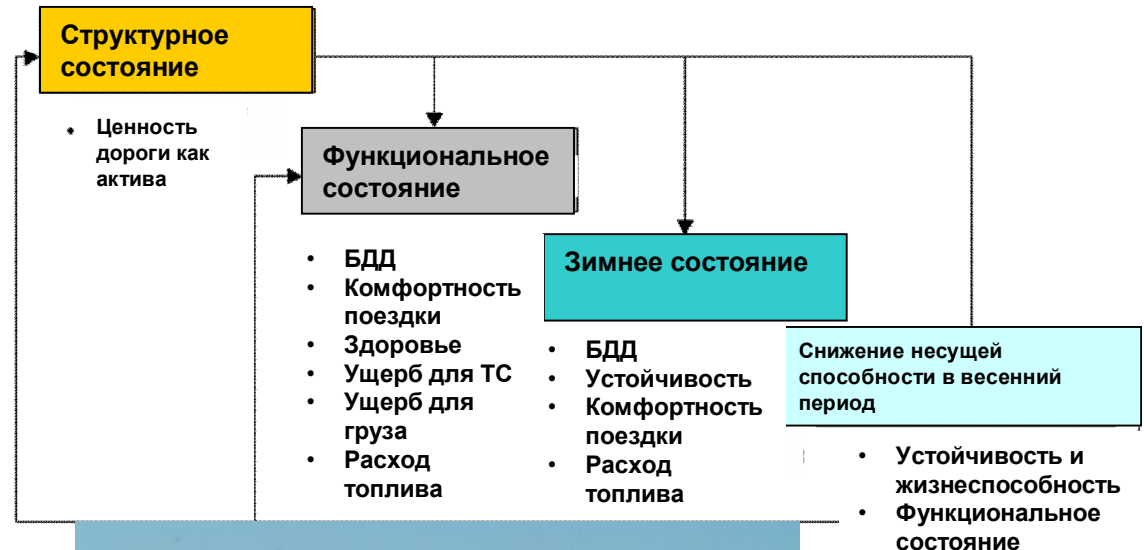 Структурное
состояние
• Ценность
дороги как
актива
Функциональное
состояние
• БДД
• Комфортность
поездки
• Здоровье
• Ущерб для ТС
• Ущерб для
груза
• Расход
топлива
Зимнее состояние
• БДД
• Устойчивость
• Комфортность
поездки
• Расход
топлива
Снижение несущей
способности в весенний
период
• Устойчивость и
жизнеспособность
• Функциональное
состояние